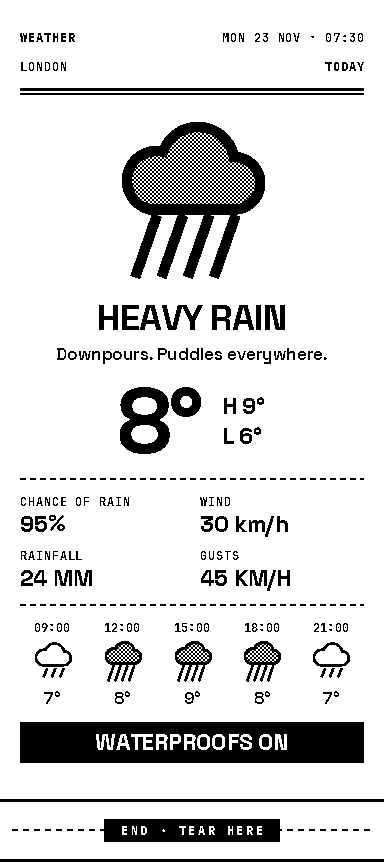 WEATHER MON 23 NOV · 07:30
LONDON TODAY
HEAVY RAIN
Downpours. Puddles everywhere.
8° H 9°
L 6°
CHANCE OF RAIN WIND
95% 30 km/h
RAINFALL GUSTS
24 MM 45 KM/H
09:00 12:00 15:00 18:00 21:00
7° 8° 9° 8° 7°
WATERPROOFS ON
END · TEAR HERE